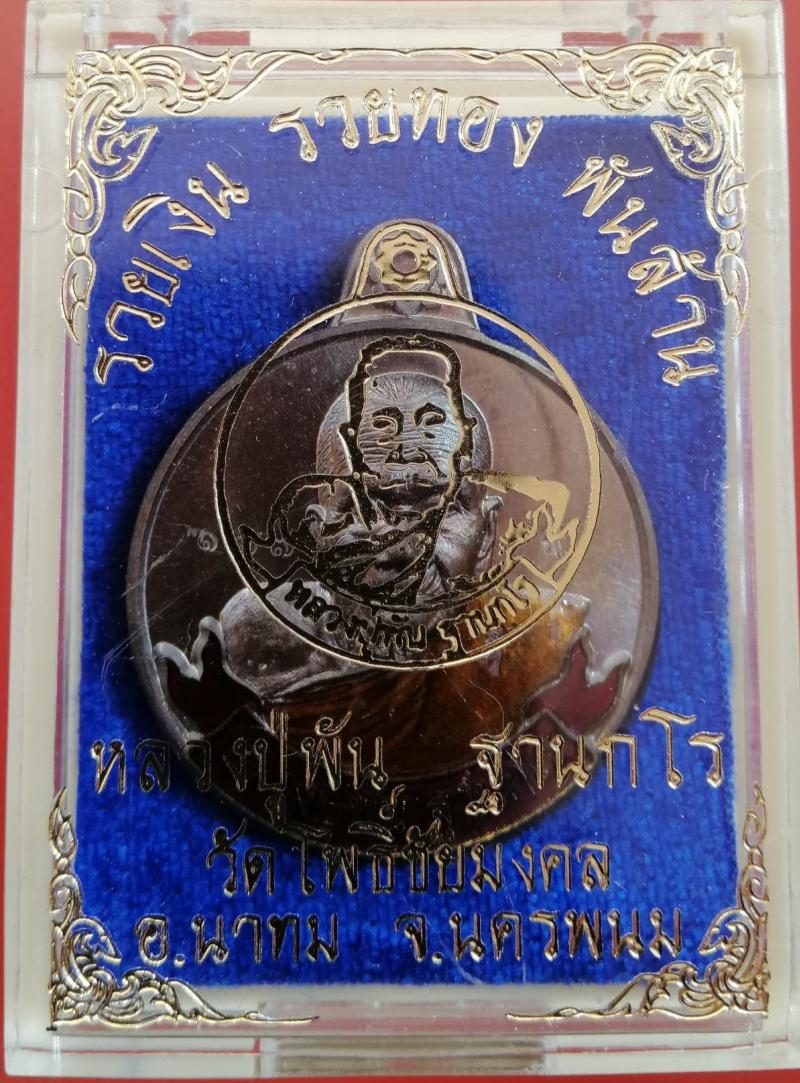 รวยเงิน รวยทอง พันล้าน
หลวงปู่พัน ฐานกโร
หลวงปู่พัน ฐานกโร
วัดโพธิ์ชัยมงคล
อ.นาทม จ.นครพนม